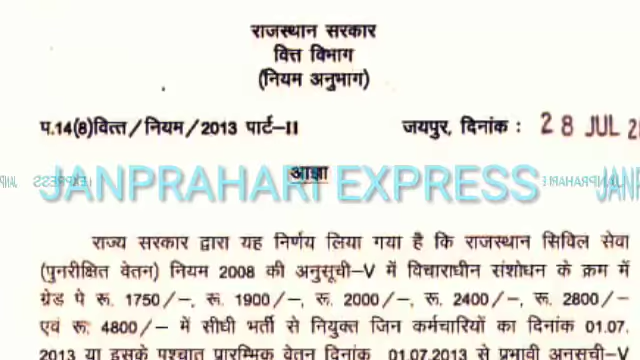 राजस्थान सरकार
वित्त विभाग
(नियम अनुभाग)
प.14(8)वित्त/नियम/2013 पार्ट-II जयपुर, दिनांक : 28 JUL
आज्ञा
JANPRAHARI EXPRESS
राज्य सरकार द्वारा यह निर्णय लिया गया है कि राजस्थान सिविल सेवा
(पुनरीक्षित वेतन) नियम 2008 की अनुसूची-V में विचाराधीन संशोधन के क्रम में
ग्रेड पे रू. 1750/-, रू. 1900/-, रू. 2000/-, रू. 2400/-, रू. 2800/-
एवं रू. 4800/- में सीधी भर्ती से नियुक्त जिन कर्मचारियों का दिनांक 01.07.
2013 या इसके पश्चात प्रारम्भिक वेतन दिनांक 01.07.2013 से प्रभावी अनुसूची-V